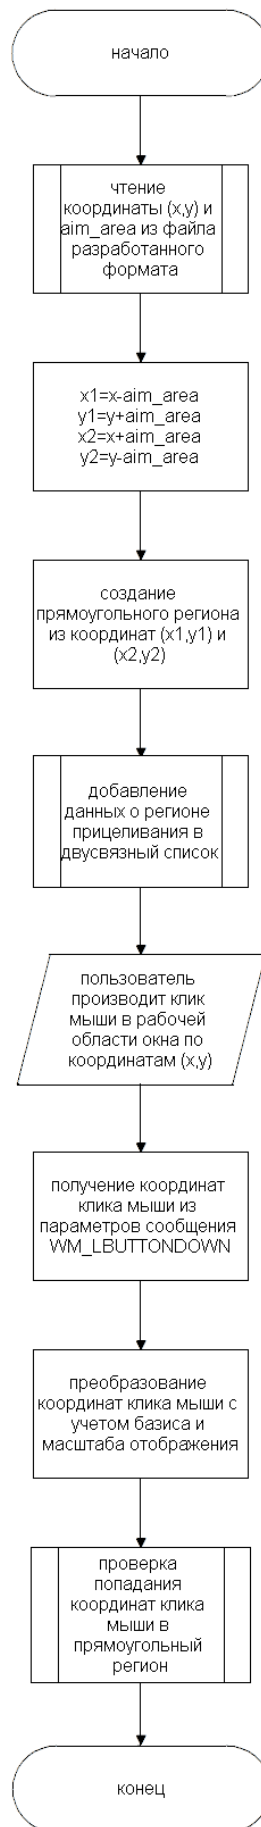 начало
чтение
координаты (x,y) и
aim_area из файла
разработанного
формата
x1=x-aim_area
y1=y+aim_area
x2=x+aim_area
y2=y-aim_area
создание
прямоугольного региона
из координат (x1,y1) и
(x2,y2)
добавление
данных о регионе
прицеливания в
двусвязный список
пользователь
производит клик
мыши в рабочей
области окна по
координатам (x,y)
получение координат
клика мыши из
параметров сообщения
WM_LBUTTONDOWN
преобразование
координат клика мыши с
учетом базиса и
масштаба отображения
проверка
попадания
координат клика
мыши в
прямоугольный
регион
конец